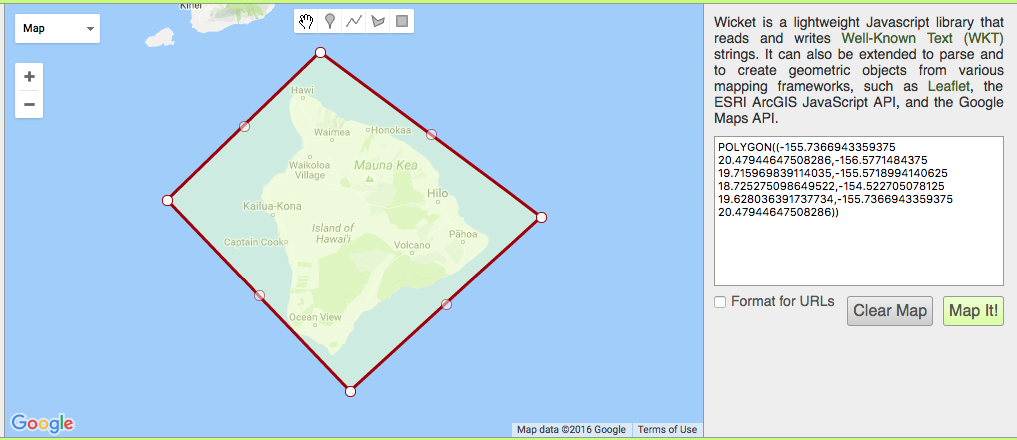 Kihei
Map
Hawi
Waimea
Honokaa
Waikoloa
Village
Mauna Kea
Hilo
Kailua-Kona
Island of
Hawai'i
Captain Cook
Volcano
Pāhoa
Ocean View
Google
Map data ©2016 Google
Terms of Use
Wicket is a lightweight Javascript library that
reads and writes Well-Known Text (WKT)
strings. It can also be extended to parse and
to create geometric objects from various
mapping frameworks, such as Leaflet, the
ESRI ArcGIS JavaScript API, and the Google
Maps API.
POLYGON((-155.7366943359375
20.47944647508286,-156.5771484375
19.715969839114035,-155.5718994140625
18.725275098649522,-154.522705078125
19.628036391737734,-155.7366943359375
20.47944647508286))
Format for URLs
Clear Map
Map It!